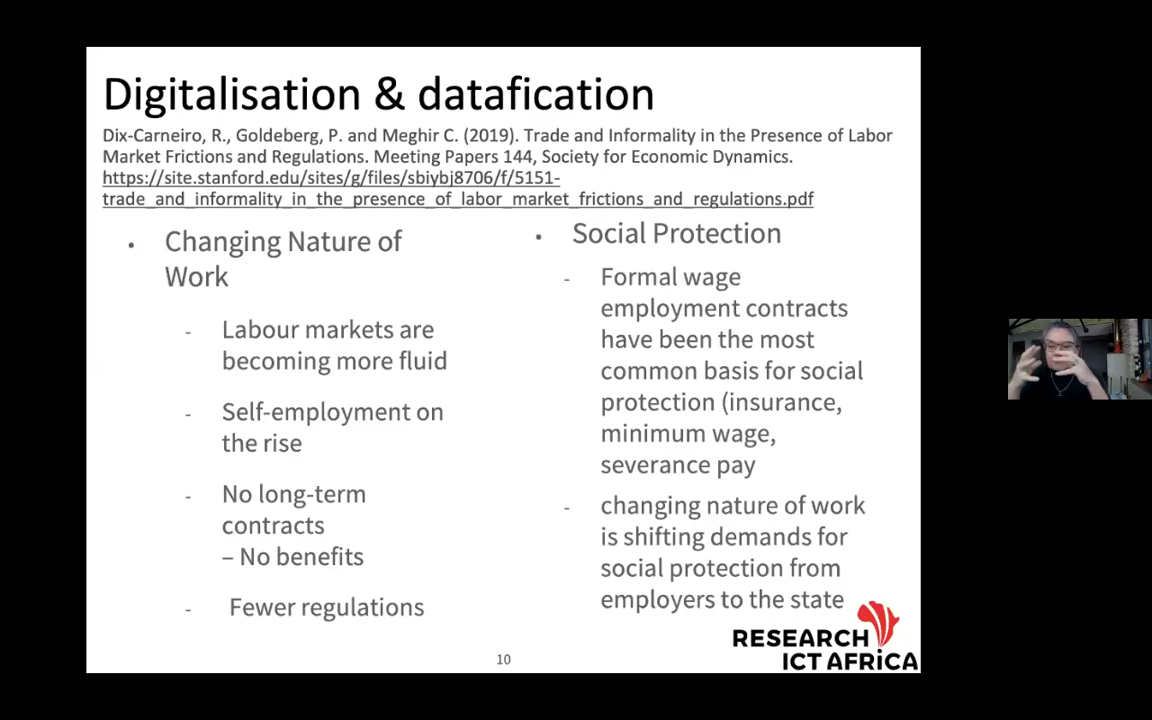 Digitalisation & datafication
Dix-Carneiro, R., Goldeberg, P. and Meghir C. (2019). Trade and Informality in the Presence of Labor
Market Frictions and Regulations. Meeting Papers 144, Society for Economic Dynamics.
https://site.stanford.edu/sites/g/files/sbiybj8706/f/5151-
trade_and_informality_in_the_presence_of_labor_market_frictions_and_regulations.pdf
• Changing Nature of
Work
- Labour markets are
becoming more fluid
- Self-employment on
the rise
- No long-term
contracts
– No benefits
- Fewer regulations
• Social Protection
- Formal wage
employment contracts
have been the most
common basis for social
protection (insurance,
minimum wage,
severance pay
- changing nature of work
is shifting demands for
social protection from
employers to the state
RESEARCH
ICT AFRICA
10